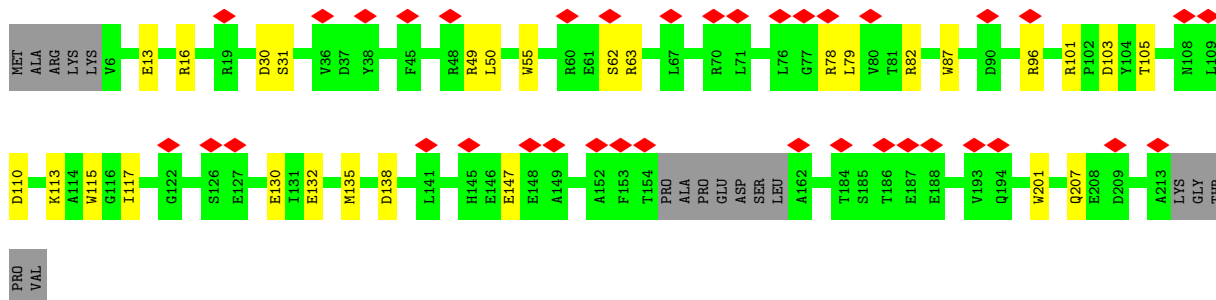 MET ALA ARG LYS LYS V6 E13 R16 R19 D30 S31 V36 D37 Y38 F45 R48 R49 L50 W55 R60 E61 S62 R63 L67 R70 L71 L76 G77 R78 L79 V80 T81 R82 W87 D90 R96 R101 P102 D103 Y104 T105 N108 L109
D110 K113 A114 W115 G116 I117 G122 S126 E127 E130 I131 E132 M135 D138 L141 H145 E146 E147 E148 A149 A152 F153 T154 PRO ALA PRO GLU ASP SER LEU A162 T184 S185 T186 E187 E188 V193 Q194 W201 Q207 E208 D209 A213 LYS GLY
PRO VAL